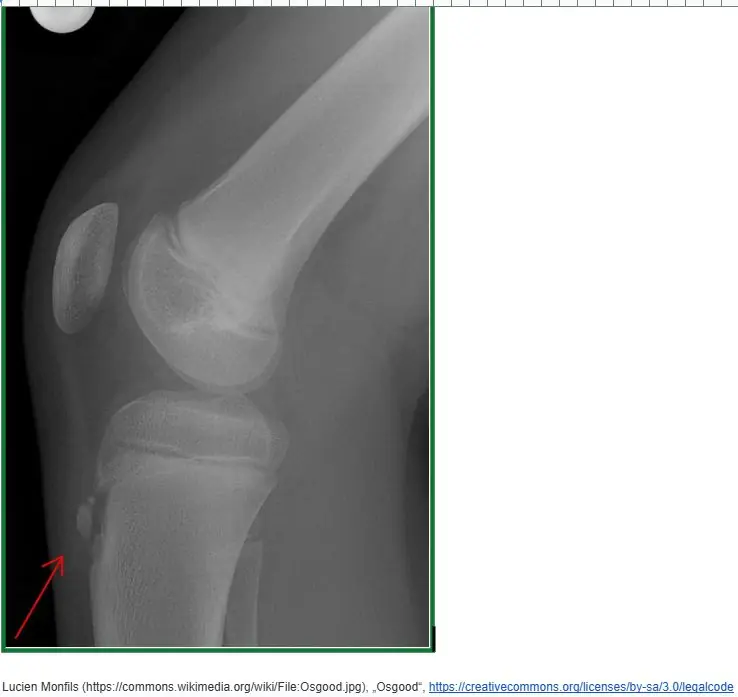 Lucien Monfils (https://commons.wikimedia.org/wiki/File:Osgood.jpg), „Osgood“, https://creativecommons.org/licenses/by-sa/3.0/legalcode